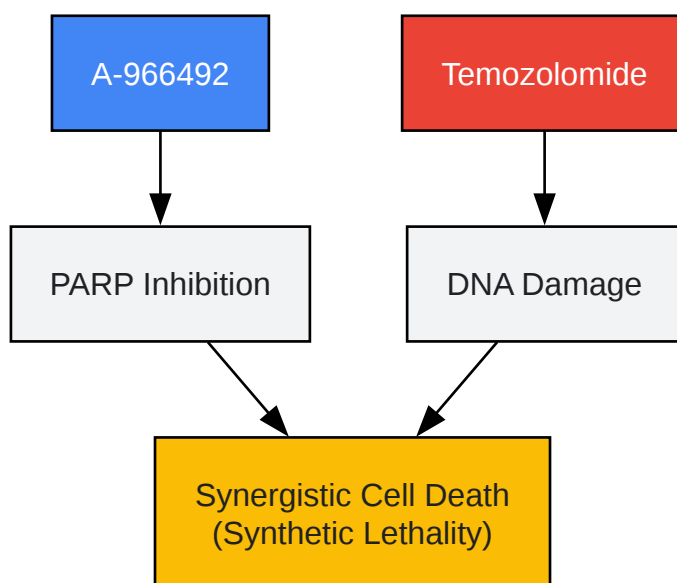 A-966492
Temozolomide
PARP Inhibition
DNA Damage
Synergistic Cell Death
(Synthetic Lethality)